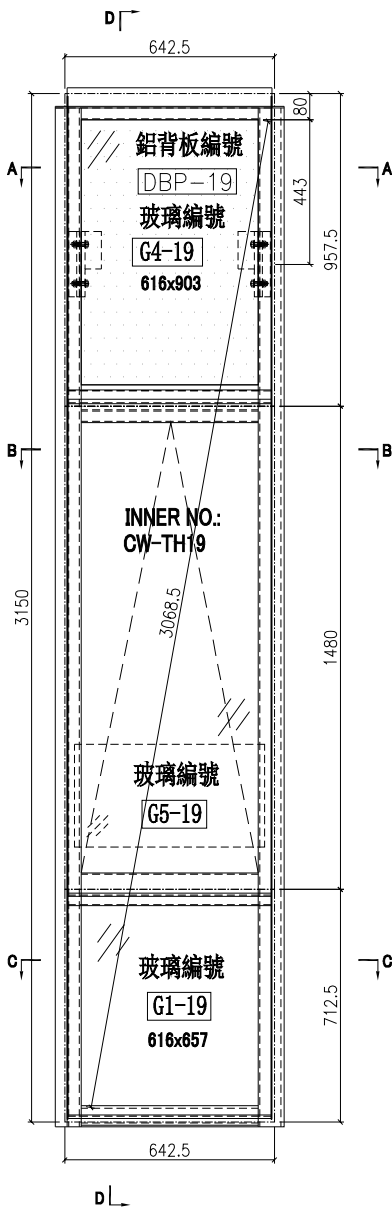 D
642.5
80
A
A
鋁背板編號
DBP-19
玻璃編號
G4-19
616x903
443
957.5
B
B
INNER NO.:
CW-TH19
3150
3068.5
1480
玻璃編號
G5-19
C
C
玻璃編號
G1-19
616x657
712.5
642.5
D